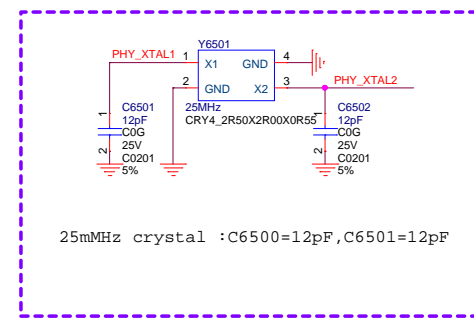 Y6501
PHY_XTAL1 1 X1 GND 4
2 GND X2 3 PHY_XTAL2
25MHz
CRY4_2R50X2R00X0R55
1 C6501
12pF
C0G
25V
2 C0201
5%
1 C6502
12pF
C0G
25V
2 C0201
5%
25mMHz crystal :C6500=12pF,C6501=12pF